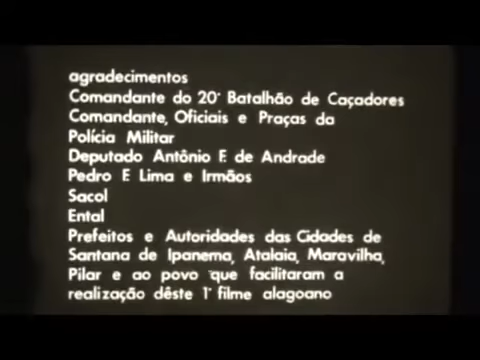 agradecimentos
Comandante do 20º Batalhão de Caçadores
Comandante, Oficiais e Praças da
Polícia Militar
Deputado Antônio F. de Andrade
Pedro F. Lima e Irmãos
Sacol
Ental
Prefeitos e Autoridades das Cidades de
Santana de Ipanema, Atalaia, Maravilha,
Pilar e ao povo que facilitaram a
realização dêste 1º filme alagoano